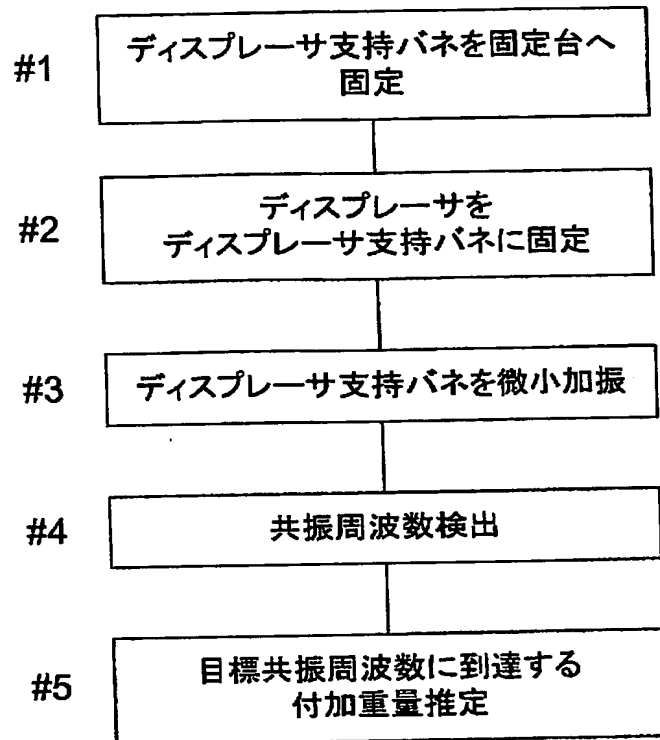 #1
ディスプレーサ支持バネを固定台へ
固定
#2
ディスプレーサを
ディスプレーサ支持バネに固定
#3
ディスプレーサ支持バネを微小加振
#4
共振周波数検出
#5
目標共振周波数に到達する
付加重量推定